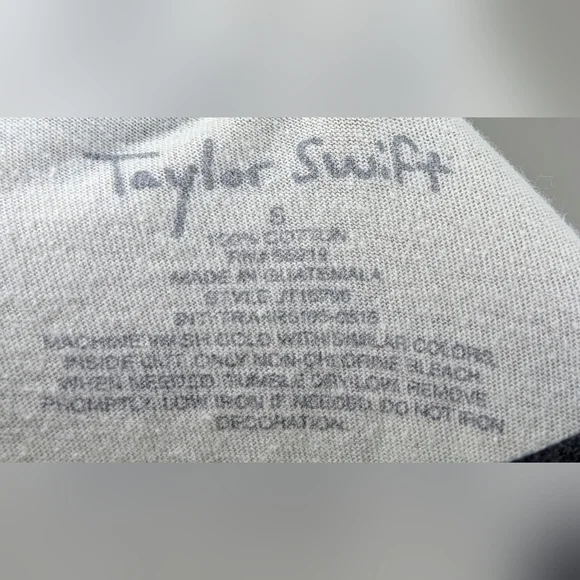 Taylor Swift
S
100% COTTON
MADE IN GUATEMALA
STYLE
MACHINE WASH COLD WITH SIMILAR COLORS,
INSIDE OUT. ONLY NON-CHLORINE BLEACH
WHEN NEEDED. TUMBLE DRY LOW. REMOVE
PROMPTLY. LOW IRON IF NEEDED. DO NOT IRON
DECORATION.